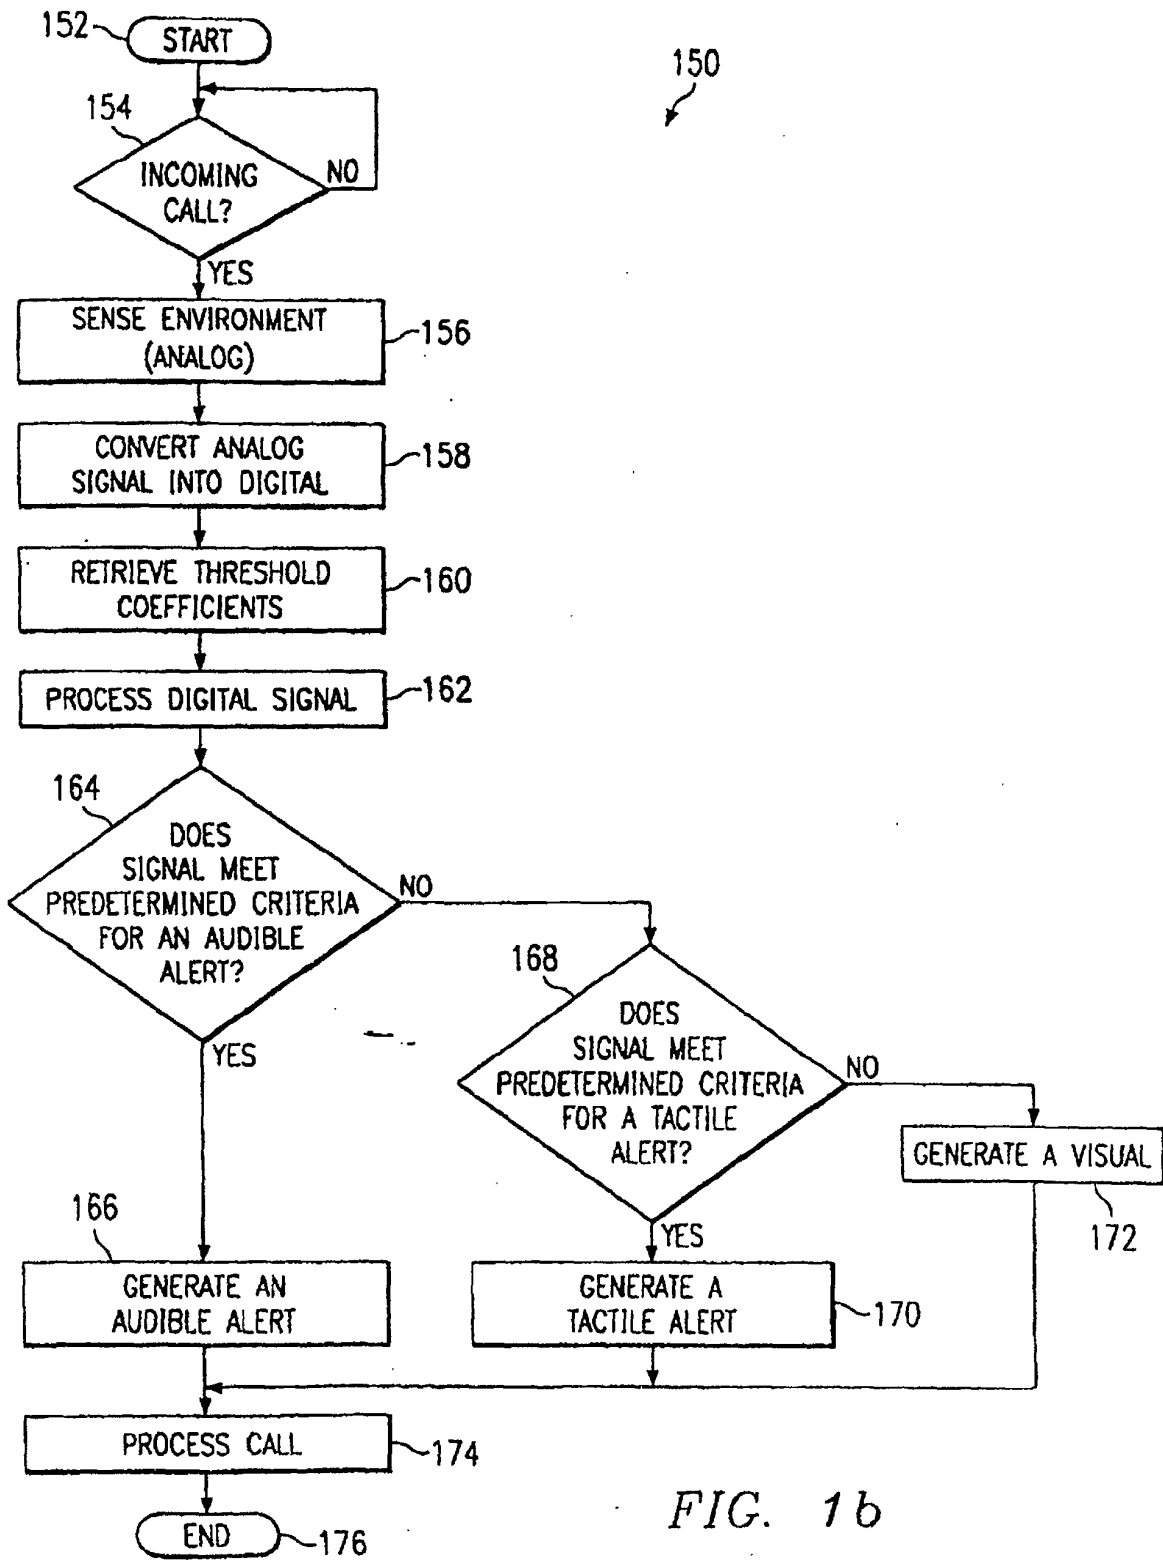 152
START
150
154
INCOMING
CALL?
NO
YES
SENSE ENVIRONMENT
(ANALOG)
156
CONVERT ANALOG
SIGNAL INTO DIGITAL
158
RETRIEVE THRESHOLD
COEFFICIENTS
160
PROCESS DIGITAL SIGNAL
162
164
DOES
SIGNAL MEET
PREDETERMINED CRITERIA
FOR AN AUDIBLE
ALERT?
NO
YES
168
DOES
SIGNAL MEET
PREDETERMINED CRITERIA
FOR A TACTILE
ALERT?
NO
YES
GENERATE A VISUAL
172
166
GENERATE AN
AUDIBLE ALERT
GENERATE A
TACTILE ALERT
170
PROCESS CALL
174
END
176
FIG. 1b